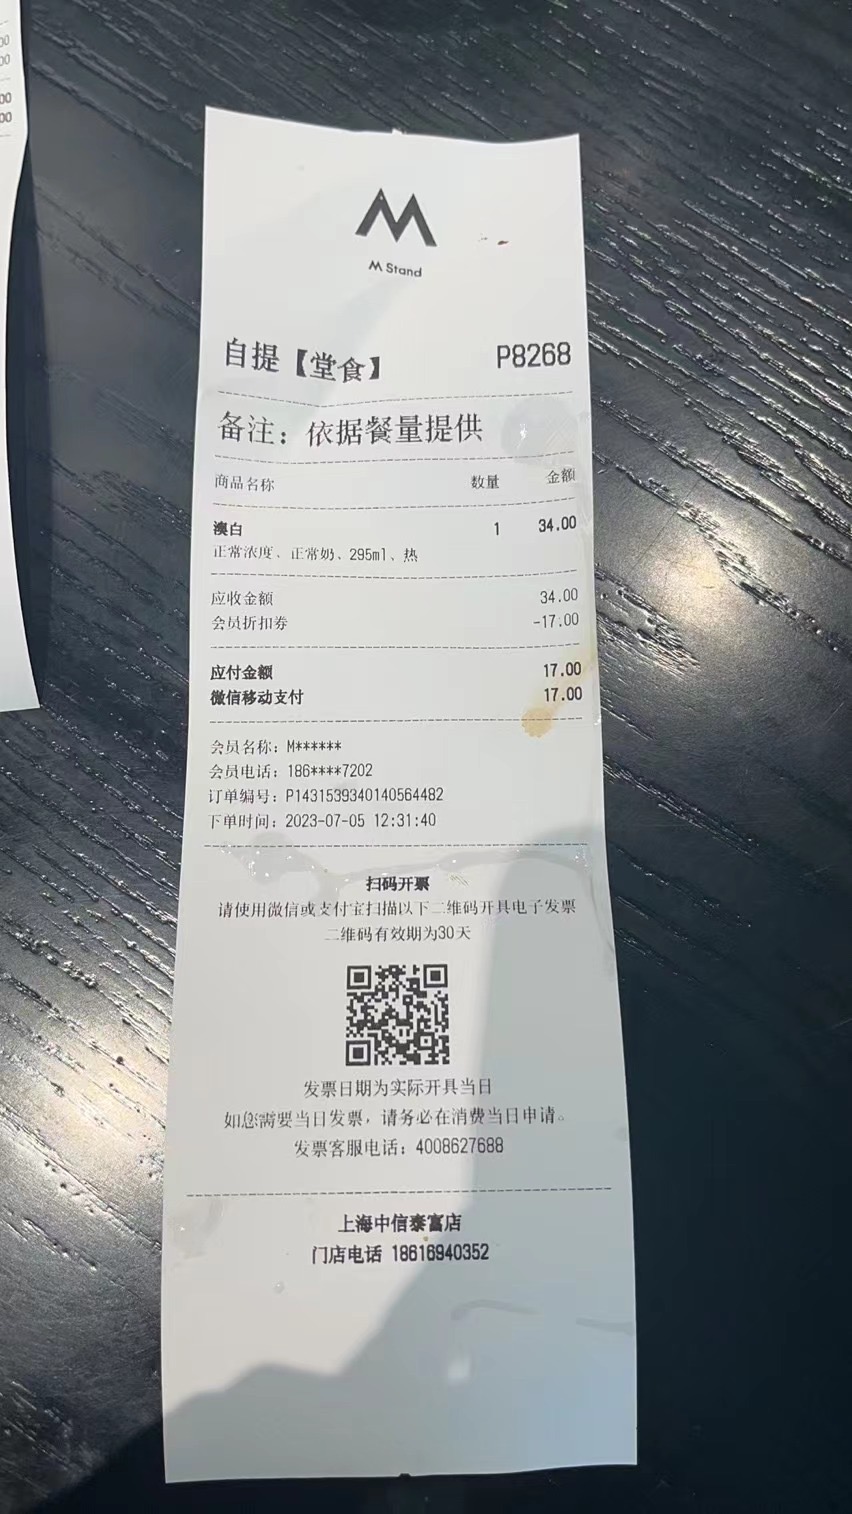 00
00
00
00
M
M Stand
自提【堂食】 P8268
备注：依据餐量提供
商品名称 数量 金额
澳白 1 34.00
正常浓度、正常奶、295ml、热
应收金额 34.00
会员折扣券 -17.00
应付金额 17.00
微信移动支付 17.00
会员名称：M******
会员电话：186****7202
订单编号：P1431539340140564482
下单时间：2023-07-05 12:31:40
扫码开票
请使用微信或支付宝扫描以下二维码开具电子发票
二维码有效期为30天
发票日期为实际开具当日
如您需要当日发票，请务必在消费当日申请。
发票客服电话：4008627688
上海中信泰富店
门店电话 18616940352